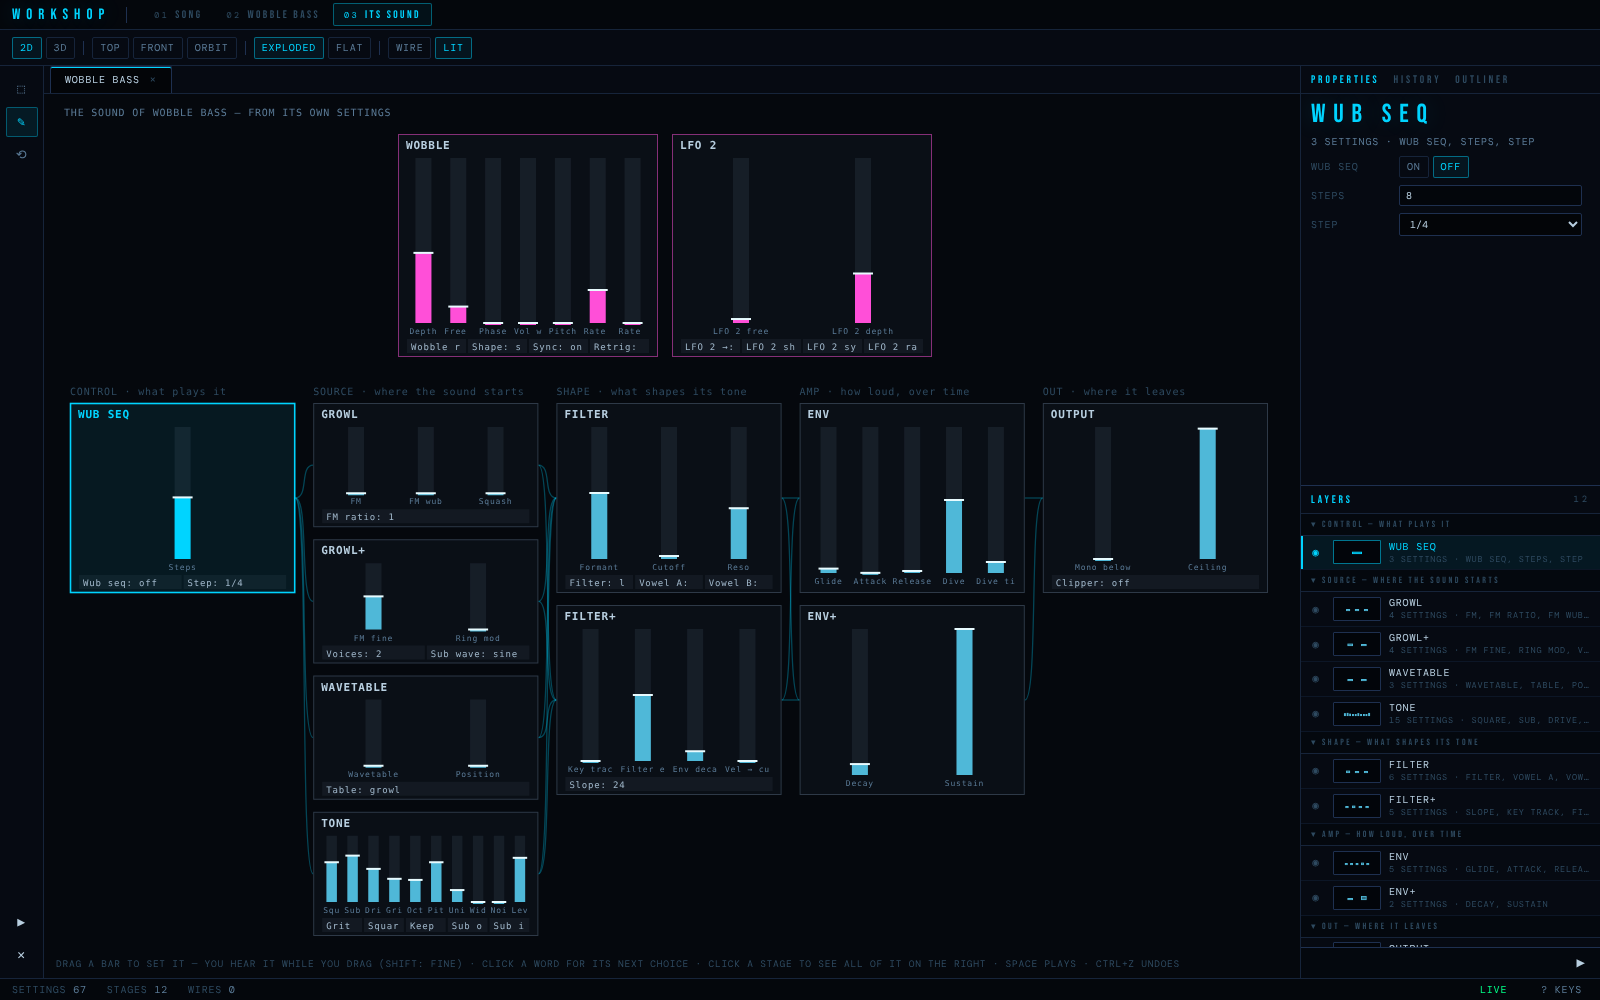 WORKSHOP 01 SONG 02 WOBBLE BASS 03 ITS SOUND
2D 3D TOP FRONT ORBIT EXPLODED FLAT WIRE LIT
WOBBLE BASS ×
THE SOUND OF WOBBLE BASS — FROM ITS OWN SETTINGS
WOBBLE
Depth Free Phase Vol w Pitch Rate Rate
Wobble r Shape: s Sync: on Retrig:
LFO 2
LFO 2 free LFO 2 depth
LFO 2 →: LFO 2 sh LFO 2 sy LFO 2 ra
CONTROL · what plays it
WUB SEQ
Steps
Wub seq: off Step: 1/4
SOURCE · where the sound starts
GROWL
FM FM wub Squash
FM ratio: 1
GROWL+
FM fine Ring mod
Voices: 2 Sub wave: sine
WAVETABLE
Wavetable Position
Table: growl
TONE
Squ Sub Dri Gri Oct Pit Uni Wid Noi Lev
Grit Squar Keep Sub o Sub i
SHAPE · what shapes its tone
FILTER
Formant Cutoff Reso
Filter: l Vowel A: Vowel B:
FILTER+
Key trac Filter e Env deca Vel → cu
Slope: 24
AMP · how loud, over time
ENV
Glide Attack Release Dive Dive ti
ENV+
Decay Sustain
OUT · where it leaves
OUTPUT
Mono below Ceiling
Clipper: off
DRAG A BAR TO SET IT — YOU HEAR IT WHILE YOU DRAG (SHIFT: FINE) · CLICK A WORD FOR ITS NEXT CHOICE · CLICK A STAGE TO SEE ALL OF IT ON THE RIGHT · SPACE PLAYS · CTRL+Z UNDOES
PROPERTIES HISTORY OUTLINER
WUB SEQ
3 SETTINGS · WUB SEQ, STEPS, STEP
WUB SEQ ON OFF
STEPS 8
STEP 1/4
LAYERS 12
▾ CONTROL — WHAT PLAYS IT
WUB SEQ
3 SETTINGS · WUB SEQ, STEPS, STEP
▾ SOURCE — WHERE THE SOUND STARTS
GROWL
4 SETTINGS · FM, FM RATIO, FM WUB…
GROWL+
4 SETTINGS · FM FINE, RING MOD, V…
WAVETABLE
3 SETTINGS · WAVETABLE, TABLE, PO…
TONE
15 SETTINGS · SQUARE, SUB, DRIVE,…
▾ SHAPE — WHAT SHAPES ITS TONE
FILTER
6 SETTINGS · FILTER, VOWEL A, VOW…
FILTER+
5 SETTINGS · SLOPE, KEY TRACK, FI…
▾ AMP — HOW LOUD, OVER TIME
ENV
5 SETTINGS · GLIDE, ATTACK, RELEA…
ENV+
2 SETTINGS · DECAY, SUSTAIN
▾ OUT — WHERE IT LEAVES
SETTINGS 67 STAGES 12 WIRES 0 LIVE ? KEYS